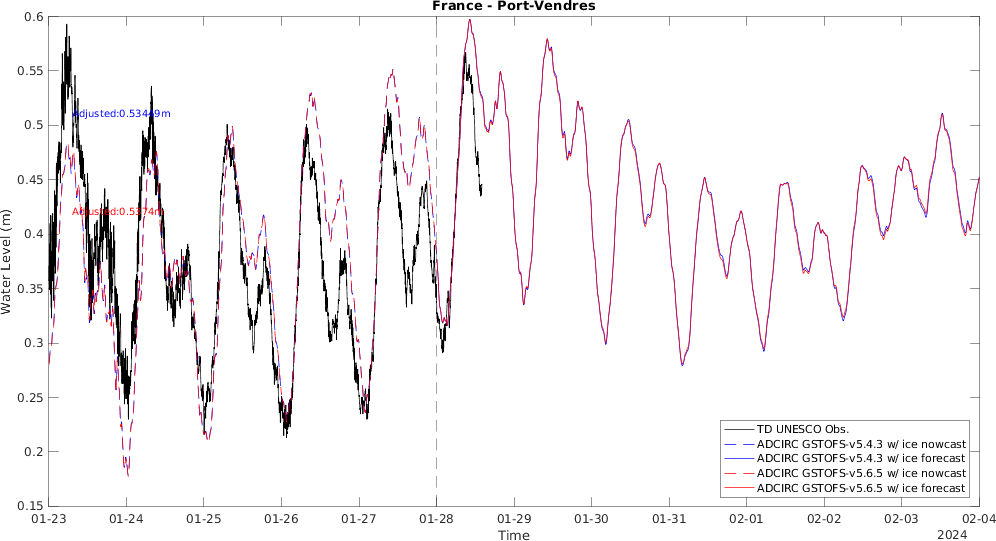 France - Port-Vendres
0.6
0.55
0.5
0.45
0.4
0.35
0.3
0.25
0.2
0.15
Water Level (m)
Adjusted:0.53449m
Adjusted:0.5374m
TD UNESCO Obs.
ADCIRC GSTOFS-v5.4.3 w/ ice nowcast
ADCIRC GSTOFS-v5.4.3 w/ ice forecast
ADCIRC GSTOFS-v5.6.5 w/ ice nowcast
ADCIRC GSTOFS-v5.6.5 w/ ice forecast
01-23 01-24 01-25 01-26 01-27 01-28 01-29 01-30 01-31 02-01 02-02 02-03 02-04
Time
2024